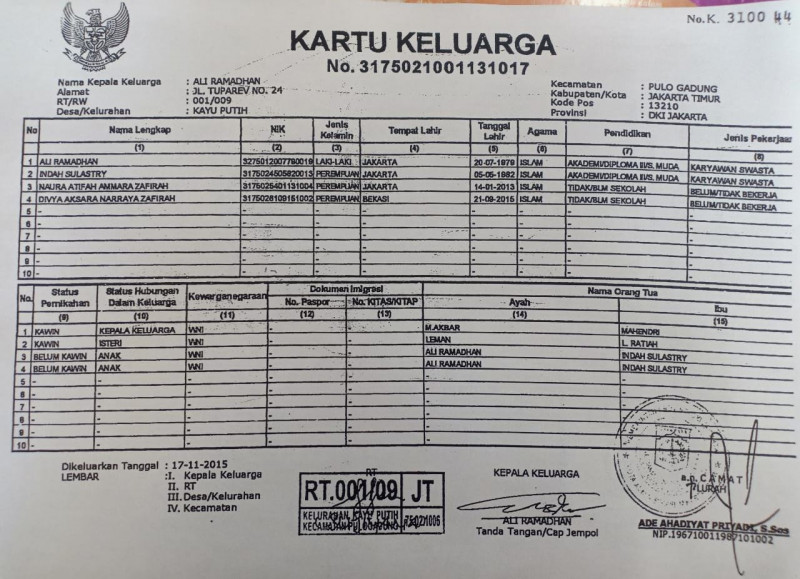 No.K. 3100 44
KARTU KELUARGA
No. 3175021001131017
Nama Kepala Keluarga : ALI RAMADHAN
Alamat : JL. TUPAREV NO. 24
RT/RW : 001/009
Desa/Kelurahan : KAYU PUTIH
Kecamatan : PULO GADUNG
Kabupaten/Kota : JAKARTA TIMUR
Kode Pos : 13210
Provinsi : DKI JAKARTA
No Nama Lengkap NIK Jenis Kelamin Tempat Lahir Tanggal Lahir Agama Pendidikan Jenis Pekerjaa
(1) (2) (3) (4) (5) (6) (7) (8)
1 ALI RAMADHAN 3275012007780019 LAKI-LAKI JAKARTA 20-07-1978 ISLAM AKADEMI/DIPLOMA III/S. MUDA KARYAWAN SWASTA
2 INDAH SULASTRY 3175024505820013 PEREMPUAN JAKARTA 05-05-1982 ISLAM AKADEMI/DIPLOMA III/S. MUDA KARYAWAN SWASTA
3 NAURA ATIFAH AMMARA ZAFIRAH 3175025401131004 PEREMPUAN JAKARTA 14-01-2013 ISLAM TIDAK/BLM SEKOLAH BELUM/TIDAK BEKERJA
4 DIVYA AKSARA NARRAYA ZAFIRAH 3175026109151002 PEREMPUAN BEKASI 21-09-2015 ISLAM TIDAK/BLM SEKOLAH BELUM/TIDAK BEKERJA
5 - - - - - - - -
6 - - - - - - - -
7 - - - - - - - -
8 - - - - - - - -
9 - - - - - - - -
10 - - - - - - - -
No. Status Pernikahan Status Hubungan Dalam Keluarga Kewarganegaraan Dokumen Imigrasi Nama Orang Tua
No. Paspor No. KITAS/KITAP Ayah Ibu
(9) (10) (11) (12) (13) (14) (15)
1 KAWIN KEPALA KELUARGA WNI - - M.AKBAR MAHENDRI
2 KAWIN ISTERI WNI - - LEMAN L. RATIAH
3 BELUM KAWIN ANAK WNI - - ALI RAMADHAN INDAH SULASTRY
4 BELUM KAWIN ANAK WNI - - ALI RAMADHAN INDAH SULASTRY
5 - - - - - - -
6 - - - - - - -
7 - - - - - - -
8 - - - - - - -
9 - - - - - - -
10 - - - - - - -
Dikeluarkan Tanggal : 17-11-2015
LEMBAR : I. Kepala Keluarga
II. RT
III. Desa/Kelurahan
IV. Kecamatan
RT
RT.001/09 JT
KELURAHAN KAYU PUTIH
KECAMATAN PULOGADUNG
KEPALA KELUARGA
ALI RAMADHAN
Tanda Tangan/Cap Jempol
a.n. CAMAT
LURAH
ADE AHADIYAT PRIYADI, S.Sos
NIP.196710011987101002